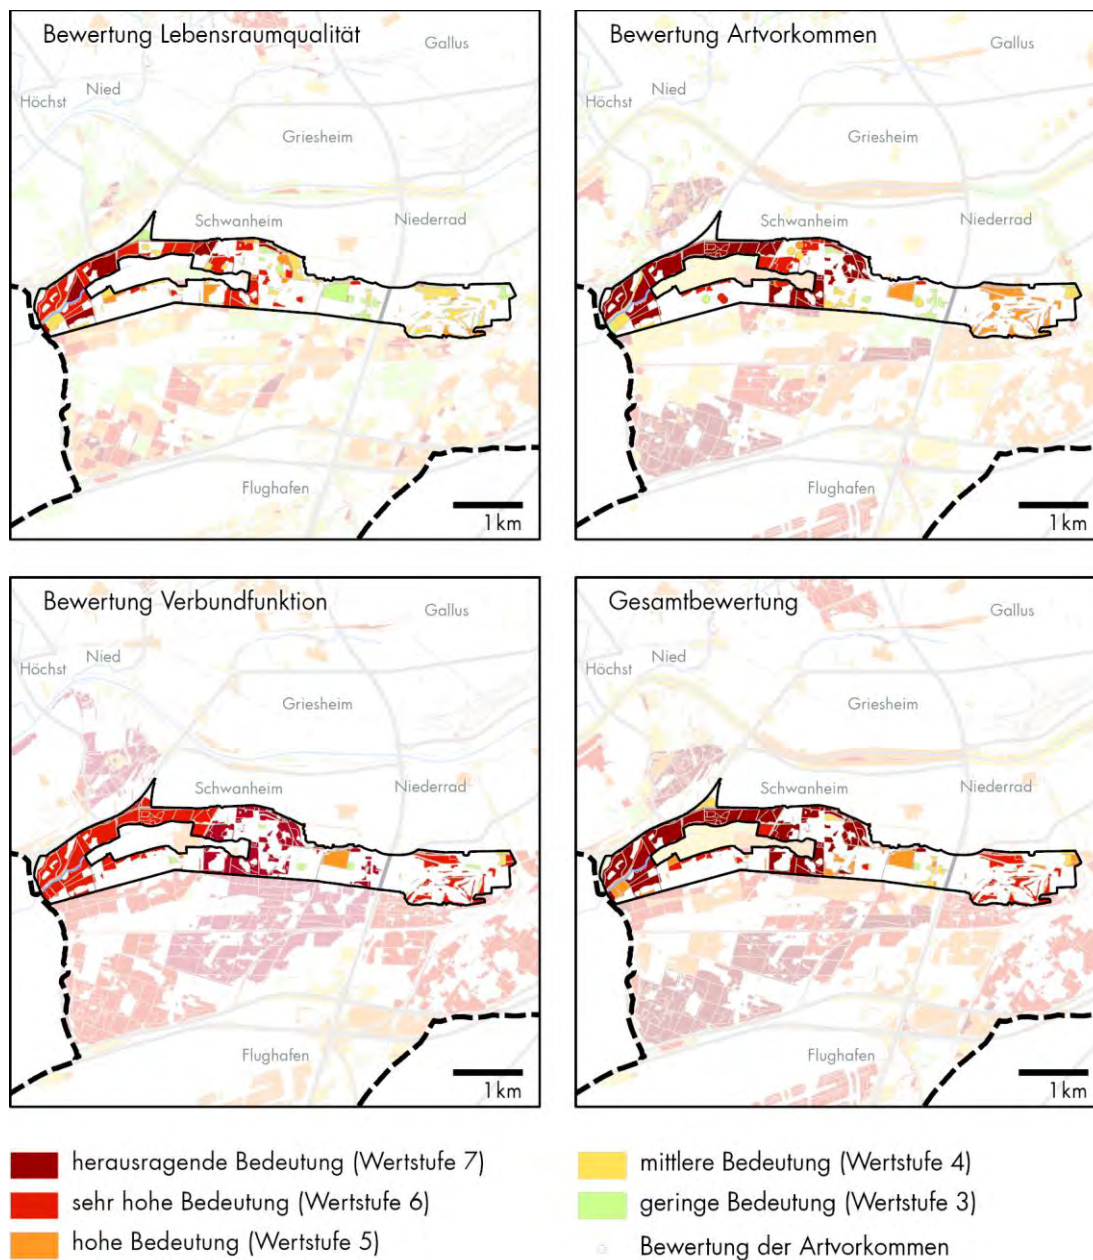 Bewertung Lebensraumqualität
Gallus
Nied
Höchst
Griesheim
Schwanheim
Niederrad
Flughafen
1 km
Bewertung Artvorkommen
Gallus
Nied
Höchst
Griesheim
Schwanheim
Niederrad
Flughafen
1 km
Bewertung Verbundfunktion
Gallus
Nied
Höchst
Griesheim
Schwanheim
Niederrad
Flughafen
1 km
Gesamtbewertung
Gallus
Nied
Höchst
Griesheim
Schwanheim
Niederrad
Flughafen
1 km
herausragende Bedeutung (Wertstufe 7)
sehr hohe Bedeutung (Wertstufe 6)
hohe Bedeutung (Wertstufe 5)
mittlere Bedeutung (Wertstufe 4)
geringe Bedeutung (Wertstufe 3)
Bewertung der Artvorkommen